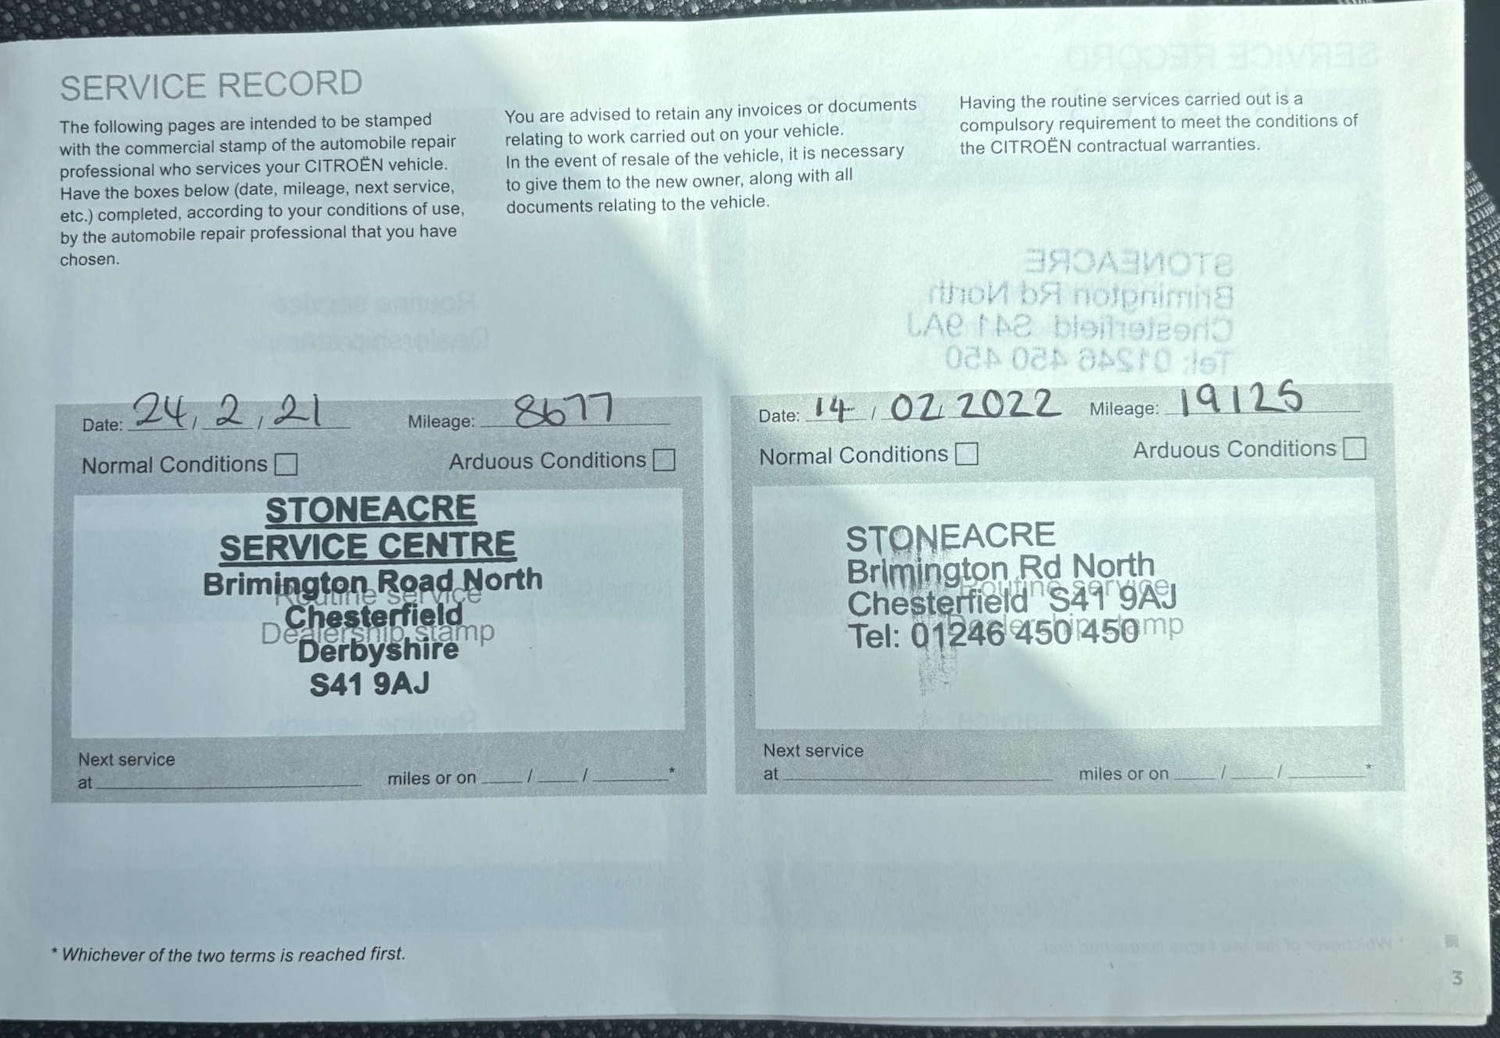 SERVICE RECORD
The following pages are intended to be stamped
with the commercial stamp of the automobile repair
professional who services your CITROËN vehicle.
Have the boxes below (date, mileage, next service,
etc.) completed, according to your conditions of use,
by the automobile repair professional that you have
chosen.
You are advised to retain any invoices or documents
relating to work carried out on your vehicle.
In the event of resale of the vehicle, it is necessary
to give them to the new owner, along with all
documents relating to the vehicle.
Having the routine services carried out is a
compulsory requirement to meet the conditions of
the CITROËN contractual warranties.
Date: 24 / 2 / 21 Mileage: 8677
Normal Conditions Arduous Conditions
STONEACRE
SERVICE CENTRE
Brimington Road North
Routine service
Chesterfield
Dealership stamp
Derbyshire
S41 9AJ
Next service
at miles or on / / *
Date: 14 / 02 2022 Mileage: 19125
Normal Conditions Arduous Conditions
STONEACRE
Brimington Rd North
Routine service
Chesterfield S41 9AJ
Dealership stamp
Tel: 01246 450 450
Next service
at miles or on / / *
* Whichever of the two terms is reached first.
3